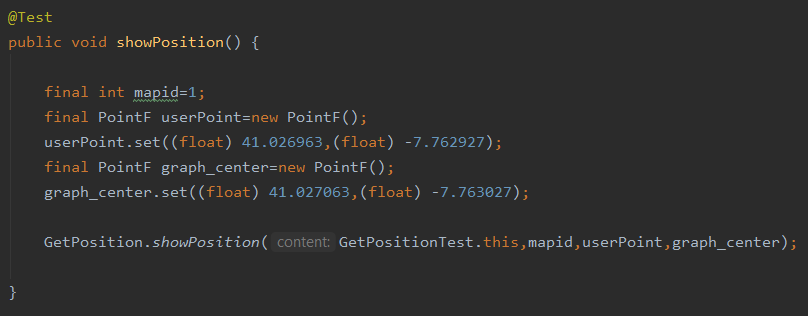 @Test
public void showPosition() {
final int mapid=1;
final PointF userPoint=new PointF();
userPoint.set((float) 41.026963,(float) -7.762927);
final PointF graph_center=new PointF();
graph_center.set((float) 41.027063,(float) -7.763027);
GetPosition.showPosition( content: GetPositionTest.this,mapid,userPoint,graph_center);
}